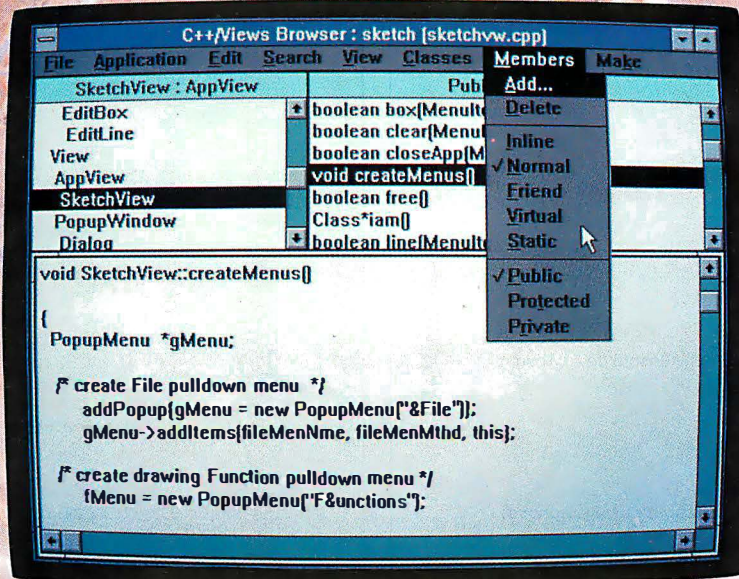 C++/Views Browser : sketch (sketchvw.cpp)
File Application Edit Search View Classes Members Make
SketchView : AppView
Publ
EditBox
EditLine
View
AppView
SketchView
PopupWindow
Dialog
boolean box(MenuIte
boolean clear(MenuI
boolean closeApp(M
void createMenus()
boolean free()
Class*iam()
boolean line(MenuIte
Add...
Delete
Inline
✓Normal
Friend
Virtual
Static
✓Public
Protected
Private
void SketchView::createMenus()
{
PopupMenu *gMenu;
/* create File pulldown menu */
addPopup(gMenu = new PopupMenu("&File"));
gMenu->addItems(fileMenNme, fileMenMthd, this);
/* create drawing Function pulldown menu */
fMenu = new PopupMenu("F&unctions");